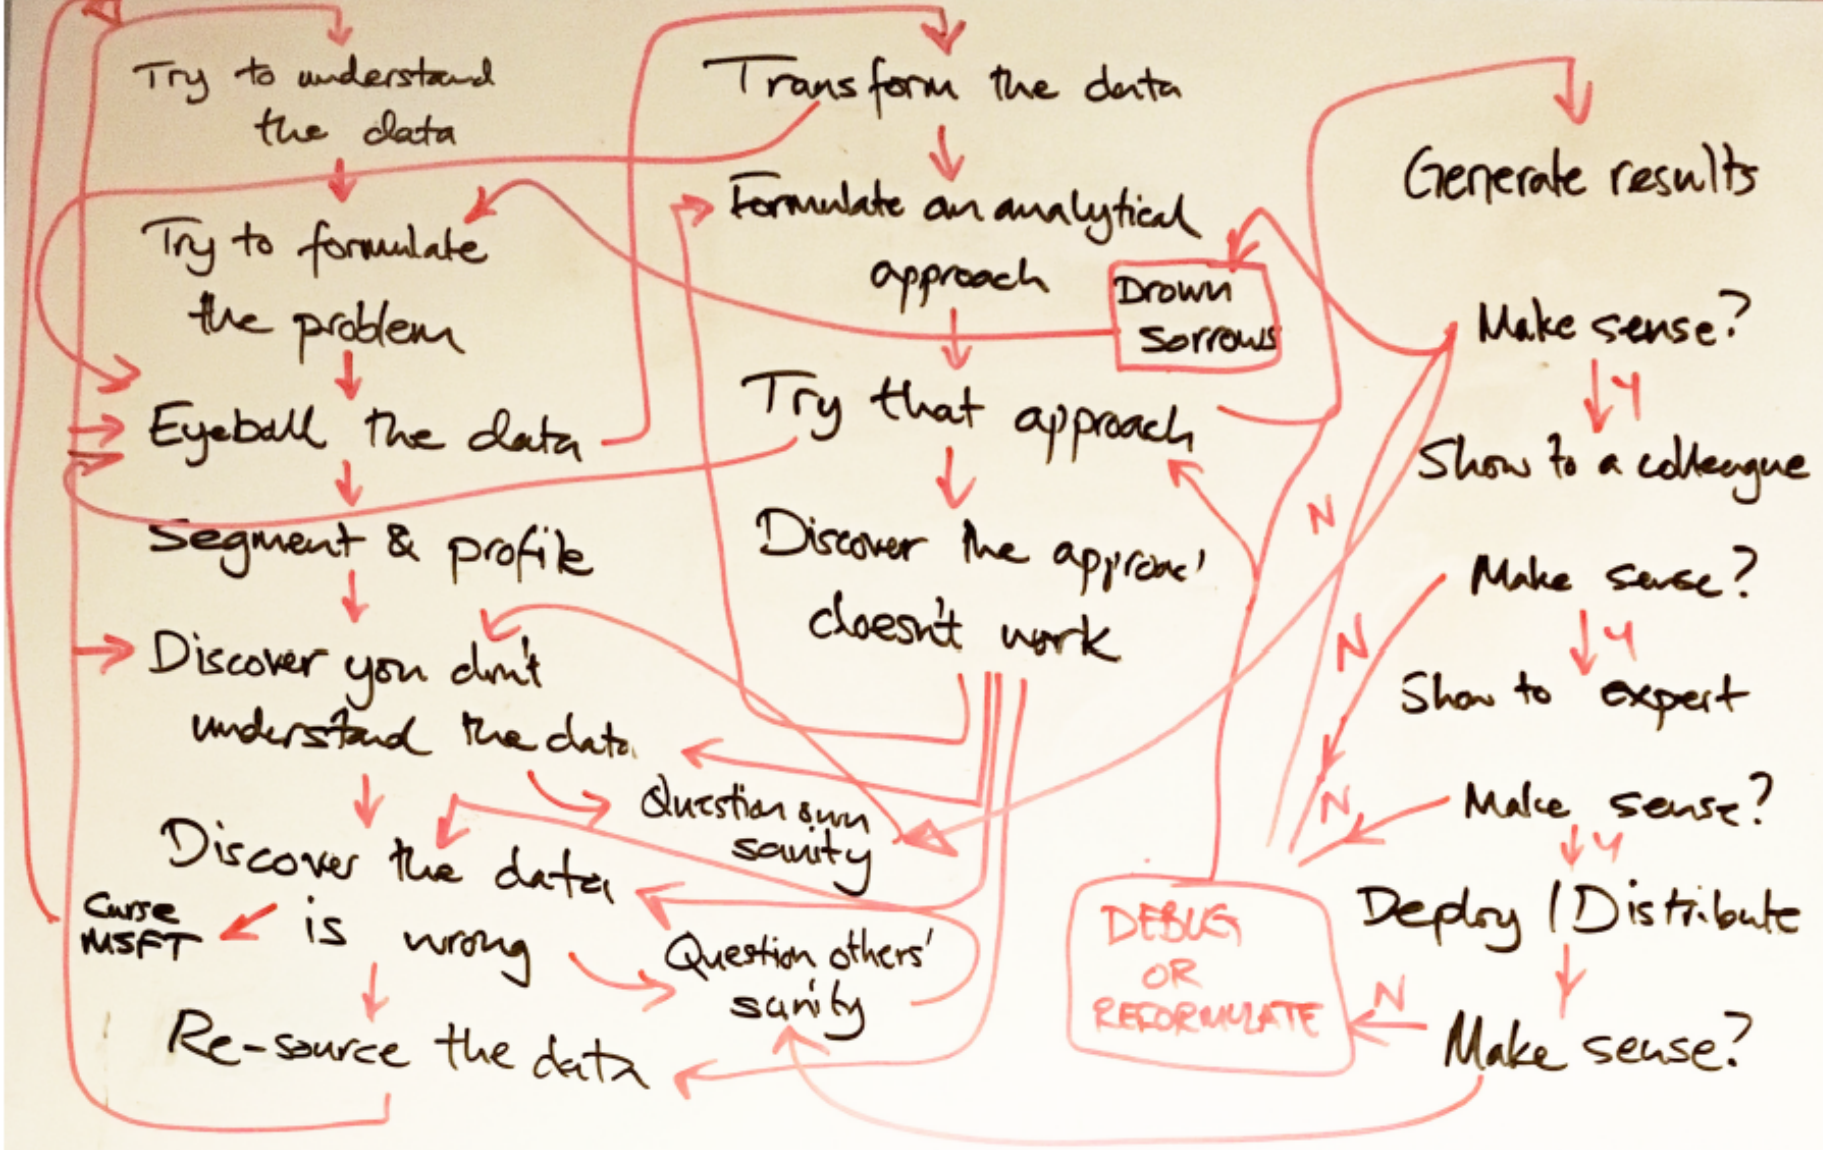 Try to understand
the data
Try to formulate
the problem
Eyeball the data
Segment & profile
Discover you don't
understand the data
Question own
sanity
Discover the data
is wrong
Curse
MSFT
Question others'
sanity
Re-source the data
Transform the data
Formulate an analytical
approach
Drown
sorrows
Try that approach
Discover the approac'
doesn't work
Generate results
Make sense?
Y
Show to a colleague
N
Make sense?
Y
N
Show to expert
Make sense?
N
Y
Deploy / Distribute
DEBUG
OR
REFORMULATE
N
Make sense?